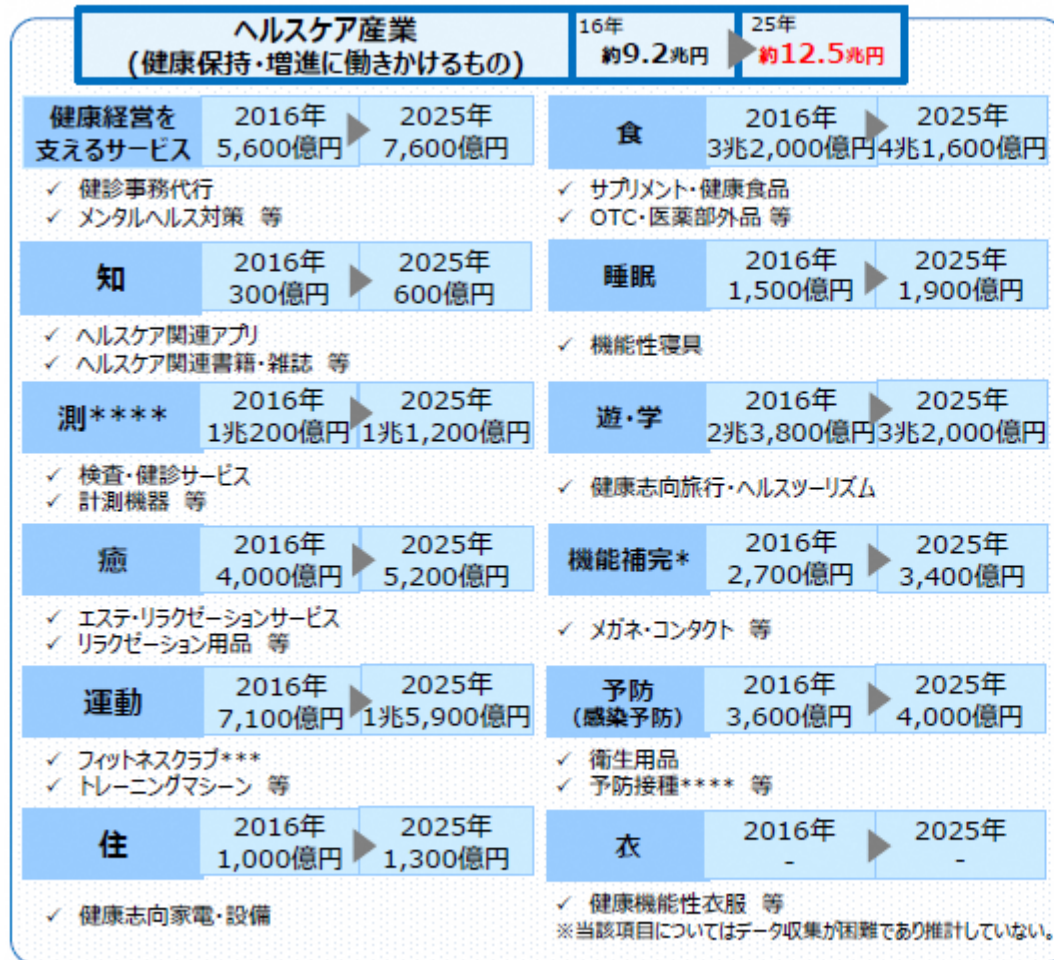 ヘルスケア産業
(健康保持・増進に働きかけるもの)
16年
約9.2兆円
25年
約12.5兆円
健康経営を
支えるサービス
2016年
5,600億円
2025年
7,600億円
✓ 健診事務代行
✓ メンタルヘルス対策 等
知
2016年
300億円
2025年
600億円
✓ ヘルスケア関連アプリ
✓ ヘルスケア関連書籍・雑誌 等
測****
2016年
1兆200億円
2025年
1兆1,200億円
✓ 検査・健診サービス
✓ 計測機器 等
癒
2016年
4,000億円
2025年
5,200億円
✓ エステ・リラクゼーションサービス
✓ リラクゼーション用品 等
運動
2016年
7,100億円
2025年
1兆5,900億円
✓ フィットネスクラブ***
✓ トレーニングマシーン 等
住
2016年
1,000億円
2025年
1,300億円
✓ 健康志向家電・設備
食
2016年
3兆2,000億円
2025年
4兆1,600億円
✓ サプリメント・健康食品
✓ OTC・医薬部外品 等
睡眠
2016年
1,500億円
2025年
1,900億円
✓ 機能性寝具
遊・学
2016年
2兆3,800億円
2025年
3兆2,000億円
✓ 健康志向旅行・ヘルスツーリズム
機能補完*
2016年
2,700億円
2025年
3,400億円
✓ メガネ・コンタクト 等
予防
(感染予防)
2016年
3,600億円
2025年
4,000億円
✓ 衛生用品
✓ 予防接種**** 等
衣
2016年
-
2025年
-
✓ 健康機能性衣服 等
※当該項目についてはデータ収集が困難であり推計していない。